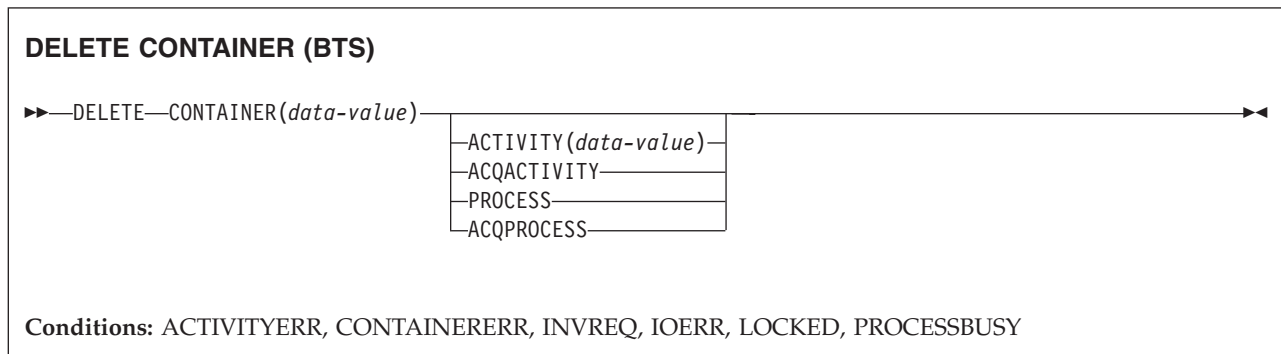 DELETE CONTAINER (BTS)
DELETE CONTAINER(data-value)
ACTIVITY(data-value)
ACQACTIVITY
PROCESS
ACQPROCESS
Conditions: ACTIVITYERR, CONTAINERERR, INVREQ, IOERR, LOCKED, PROCESSBUSY